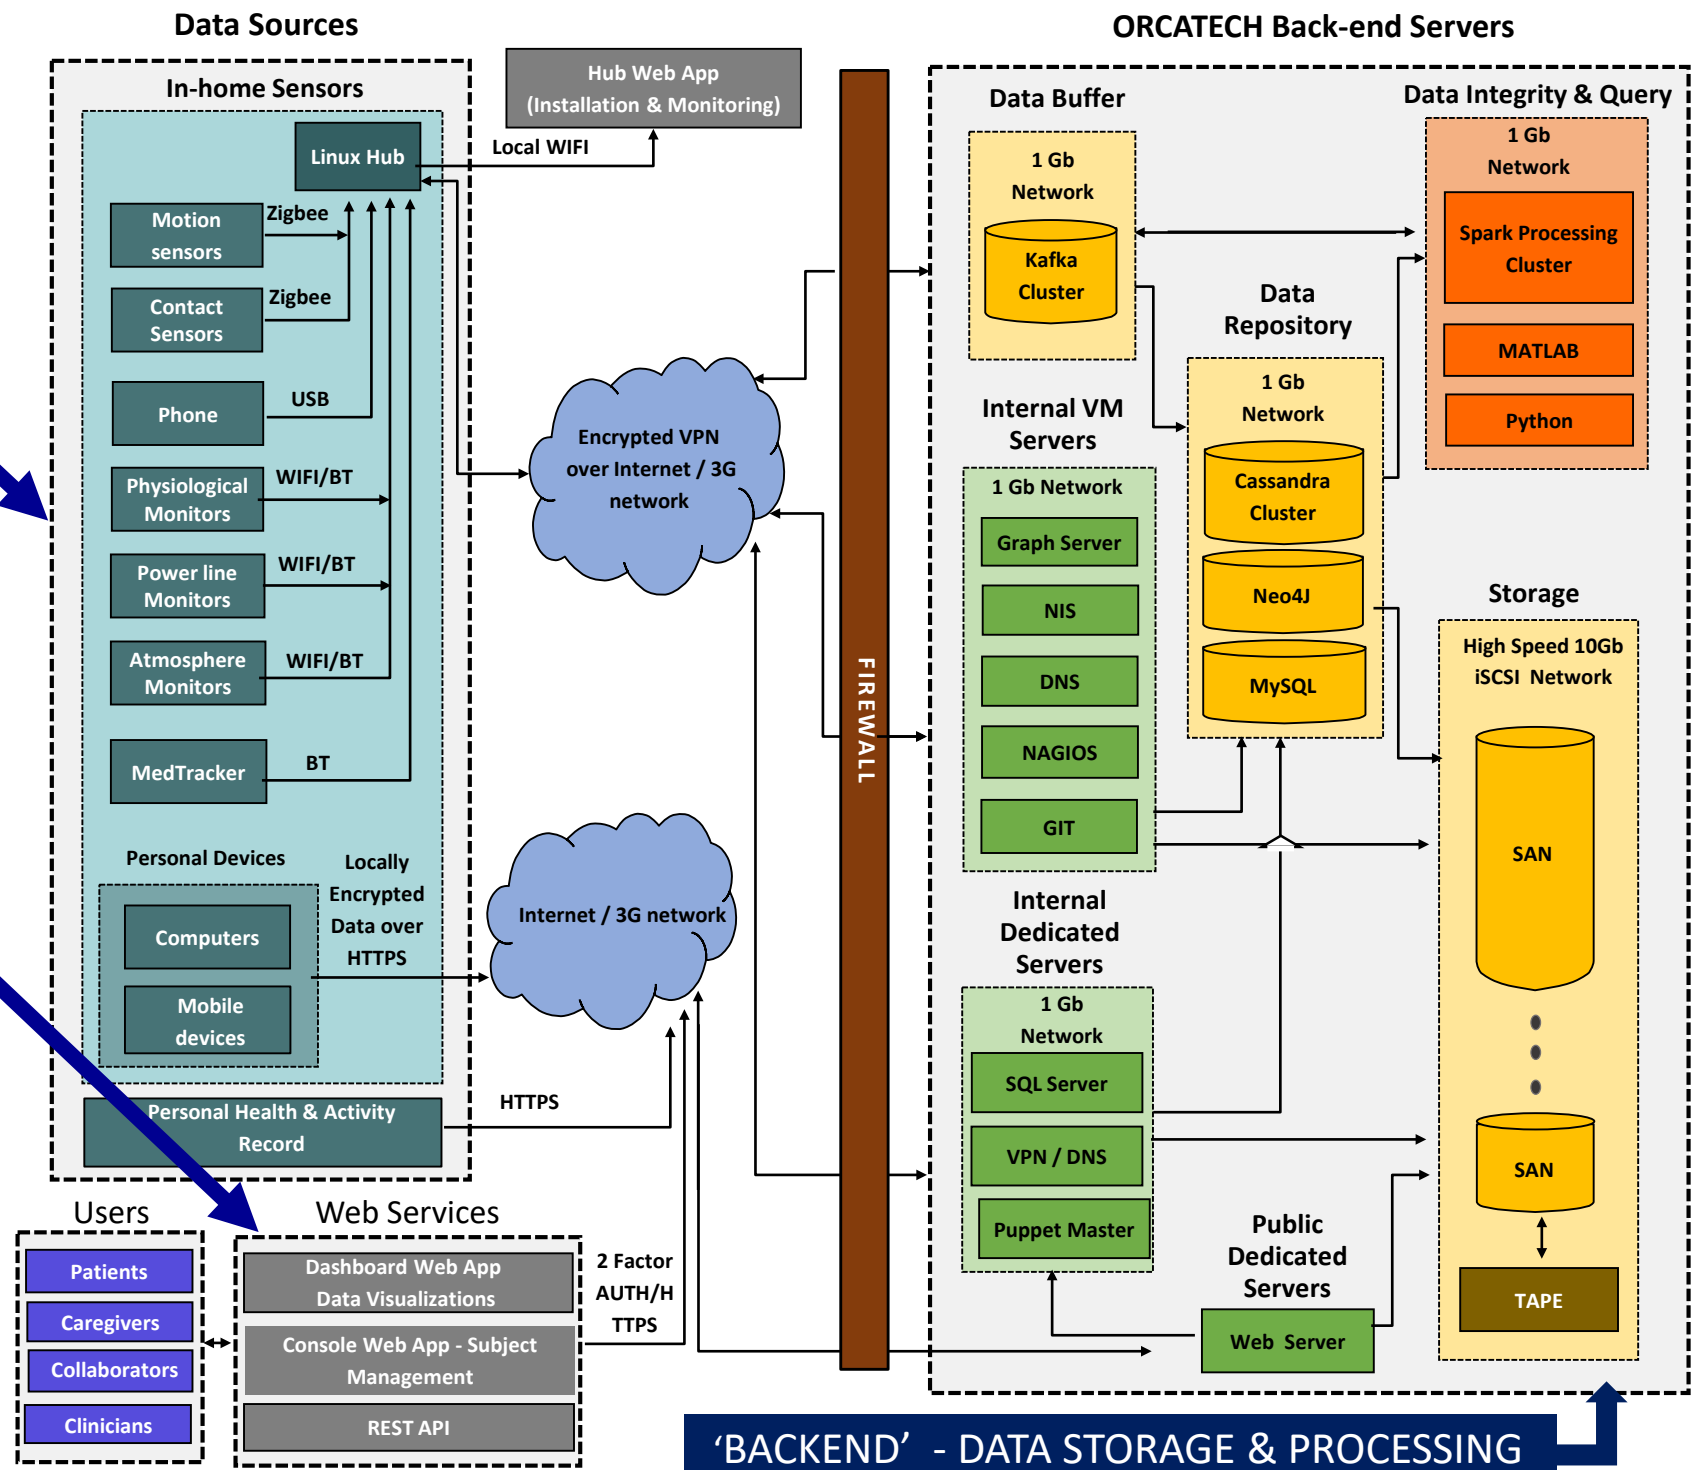 Data Sources
In-home Sensors
Linux Hub
Motion
sensors
Zigbee
Contact
Sensors
Zigbee
Phone
USB
Physiological
Monitors
WIFI/BT
Power line
Monitors
WIFI/BT
Atmosphere
Monitors
WIFI/BT
MedTracker
BT
Personal Devices
Computers
Mobile
devices
Locally
Encrypted
Data over
HTTPS
Personal Health & Activity
Record
HTTPS
Hub Web App
(Installation & Monitoring)
Local WIFI
Encrypted VPN
over Internet / 3G
network
Internet / 3G network
Users
Patients
Caregivers
Collaborators
Clinicians
Web Services
Dashboard Web App
Data Visualizations
Console Web App - Subject
Management
REST API
2 Factor
AUTH/H
TTPS
FIREWALL
ORCATECH Back-end Servers
Data Buffer
1 Gb
Network
Kafka
Cluster
Data Integrity & Query
1 Gb
Network
Spark Processing
Cluster
MATLAB
Python
Data
Repository
1 Gb
Network
Cassandra
Cluster
Neo4J
MySQL
Internal VM
Servers
1 Gb Network
Graph Server
NIS
DNS
NAGIOS
GIT
Storage
High Speed 10Gb
iSCSI Network
SAN
SAN
TAPE
Internal
Dedicated
Servers
1 Gb
Network
SQL Server
VPN / DNS
Puppet Master
Public
Dedicated
Servers
Web Server
‘BACKEND’ - DATA STORAGE & PROCESSING